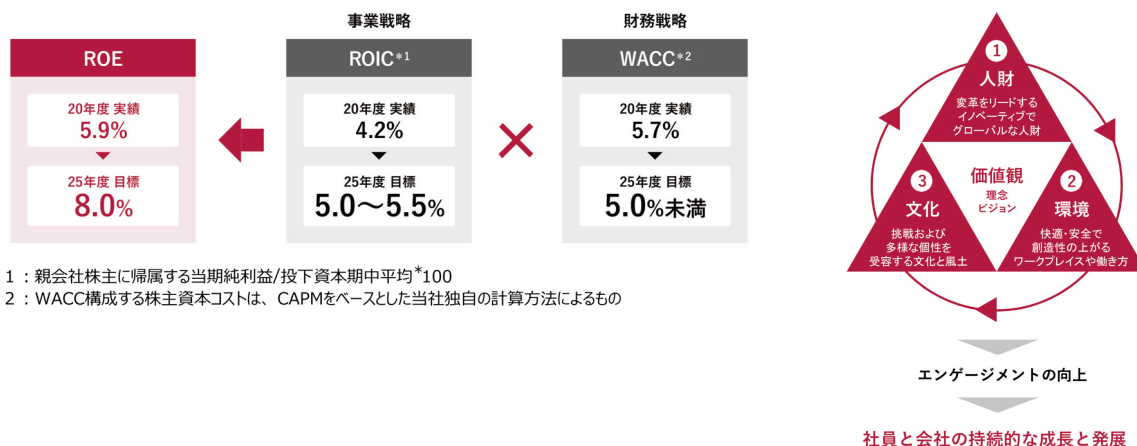 事業戦略
財務戦略
ROE
ROIC*1
WACC*2
20年度 実績
5.9%
25年度 目標
8.0%
20年度 実績
4.2%
25年度 目標
5.0〜5.5%
×
20年度 実績
5.7%
25年度 目標
5.0%未満
1：親会社株主に帰属する当期純利益/投下資本期中平均*100
2：WACC構成する株主資本コストは、CAPMをベースとした当社独自の計算方法によるもの
1
人財
変革をリードする
イノベーティブで
グローバルな人財
価値観
理念
ビジョン
3
文化
挑戦および
多様な個性を
受容する文化と風土
2
環境
快適・安全で
創造性の上がる
ワークプレイスや働き方
エンゲージメントの向上
社員と会社の持続的な成長と発展